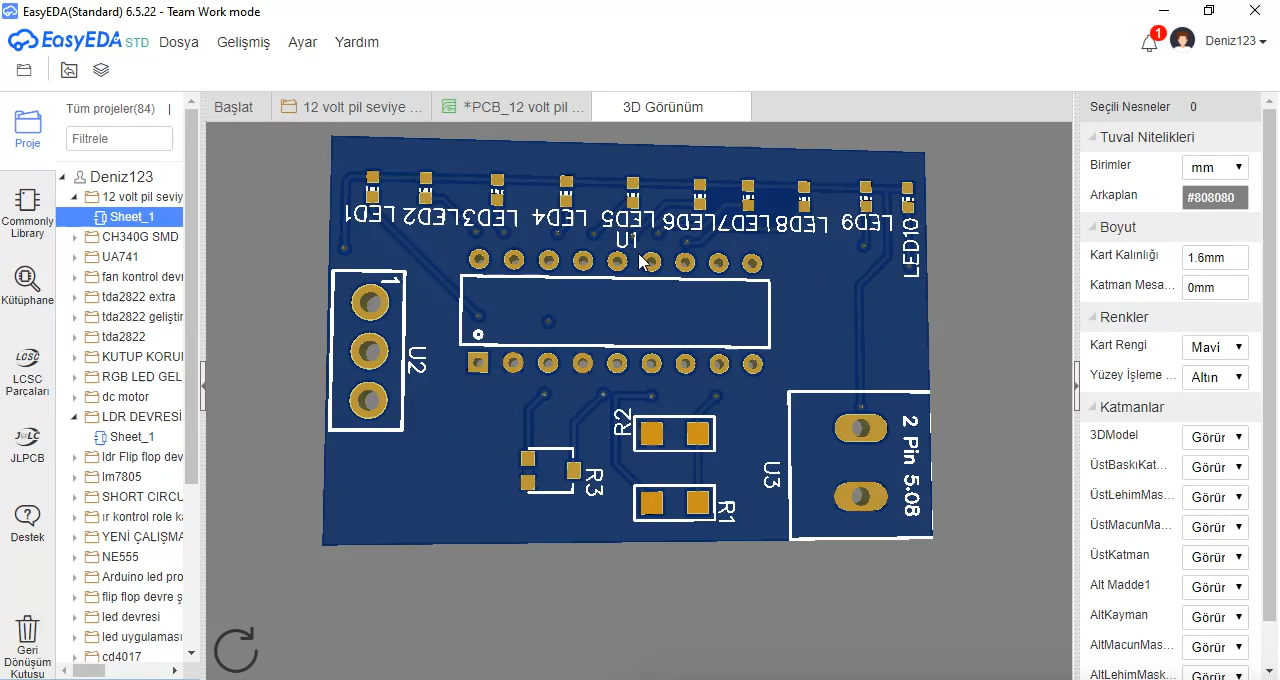 EasyEDA(Standard) 6.5.22 - Team Work mode
EasyEDA STD Dosya Gelişmiş Ayar Yardım
1
Deniz123
Proje
Commonly
Library
Kütüphane
LCSC
LCSC
Parçaları
J@LC
JLPCB
Destek
Geri
Dönüşüm
Kutusu
Tüm projeler(84)
Filtrele
Deniz123
12 volt pil seviy
Sheet_1
CH340G SMD
UA741
fan kontrol devr
tda2822 extra
tda2822 geliştir
tda2822
KUTUP KORUI
RGB LED GEL
dc motor
LDR DEVRESİ
Sheet_1
ldr Flip flop dev
lm7805
SHORT CIRCU
ır kontrol role ka
YENİ ÇALIŞMA
NE555
Arduino led pro
flip flop devre ş
led devresi
led uygulaması
cd4017
Başlat
12 volt pil seviye ...
*PCB_12 volt pil ...
3D Görünüm
LED1
LED2
LED3
LED4
LED5
LED6
LED7
LED8
LED9
LED10
U1
1
U2
R2
R3
R1
U3
2 Pin 5.08
Seçili Nesneler 0
Tuval Nitelikleri
Birimler mm
Arkaplan #808080
Boyut
Kart Kalınlığı 1.6mm
Katman Mesa... 0mm
Renkler
Kart Rengi Mavi
Yüzey İşleme ... Altın
Katmanlar
3DModel Görür
ÜstBaskıKat... Görür
ÜstLehimMas... Görür
ÜstMacunMa... Görür
ÜstKatman Görür
Alt Madde1 Görür
AltKayman Görür
AltMacunMas... Görür
AltLehimMask... Görür